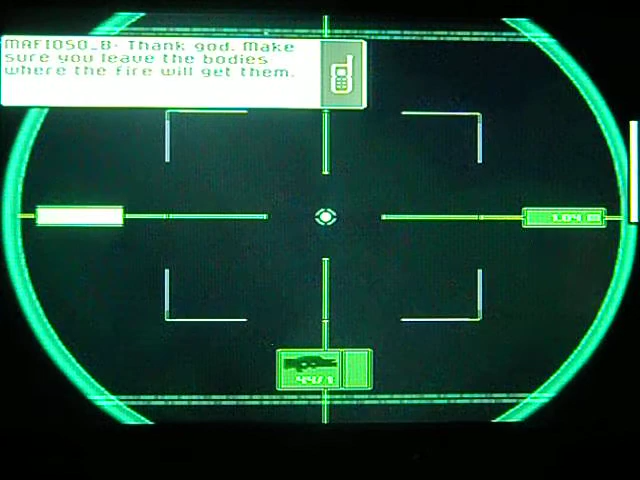 MAFIOSO_B- Thank god. Make
sure you leave the bodies
where the fire will get them.